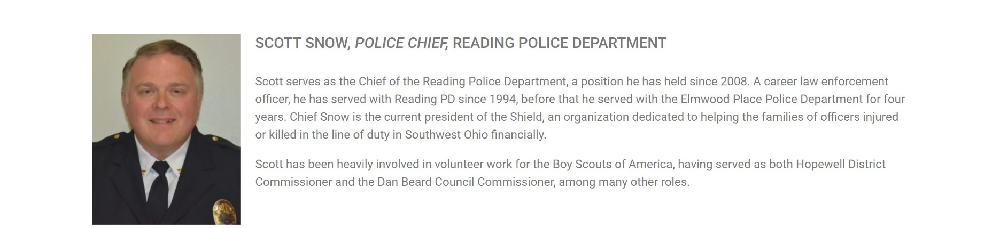 SCOTT SNOW, POLICE CHIEF, READING POLICE DEPARTMENT
Scott serves as the Chief of the Reading Police Department, a position he has held since 2008. A career law enforcement
officer, he has served with Reading PD since 1994, before that he served with the Elmwood Place Police Department for four
years. Chief Snow is the current president of the Shield, an organization dedicated to helping the families of officers injured
or killed in the line of duty in Southwest Ohio financially.
Scott has been heavily involved in volunteer work for the Boy Scouts of America, having served as both Hopewell District
Commissioner and the Dan Beard Council Commissioner, among many other roles.